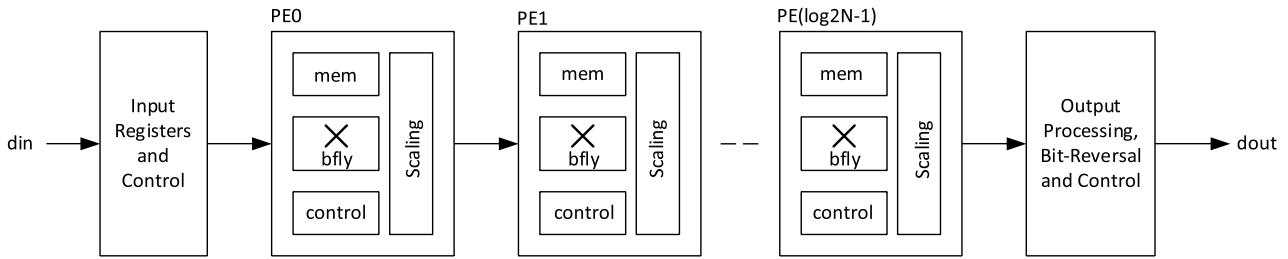 din
Input
Registers
and
Control
PE0
mem
bfly
control
Scaling
PE1
mem
bfly
control
Scaling
PE(log2N-1)
mem
bfly
control
Scaling
Output
Processing,
Bit-Reversal
and Control
dout